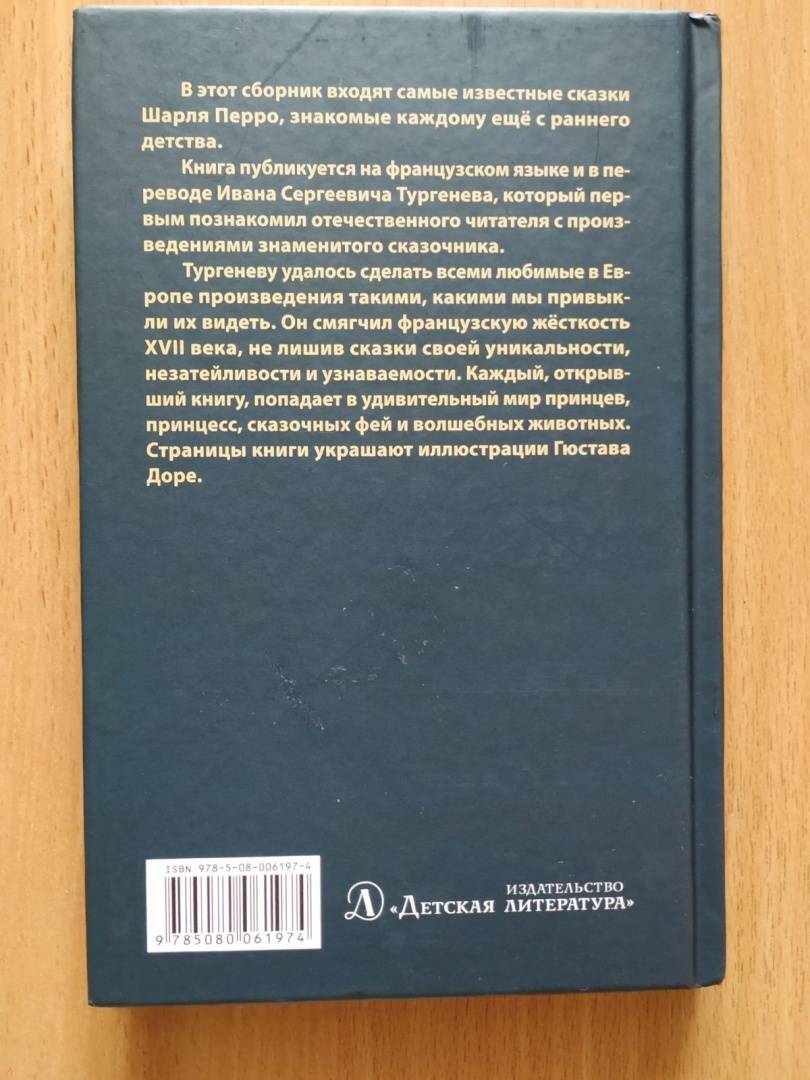 В этот сборник входят самые известные сказки
Шарля Перро, знакомые каждому ещё с раннего
детства.
Книга публикуется на французском языке и в пе-
реводе Ивана Сергеевича Тургенева, который пер-
вым познакомил отечественного читателя с произ-
ведениями знаменитого сказочника.
Тургеневу удалось сделать всеми любимые в Ев-
ропе произведения такими, какими мы привык-
ли их видеть. Он смягчил французскую жёсткость
XVII века, не лишив сказки своей уникальности,
незатейливости и узнаваемости. Каждый, открыв-
ший книгу, попадает в удивительный мир принцев,
принцесс, сказочных фей и волшебных животных.
Страницы книги украшают иллюстрации Гюстава
Доре.
ISBN 978-5-08-006197-4
9 785080 061974
Л
ИЗДАТЕЛЬСТВО
«ДЕТСКАЯ ЛИТЕРАТУРА»